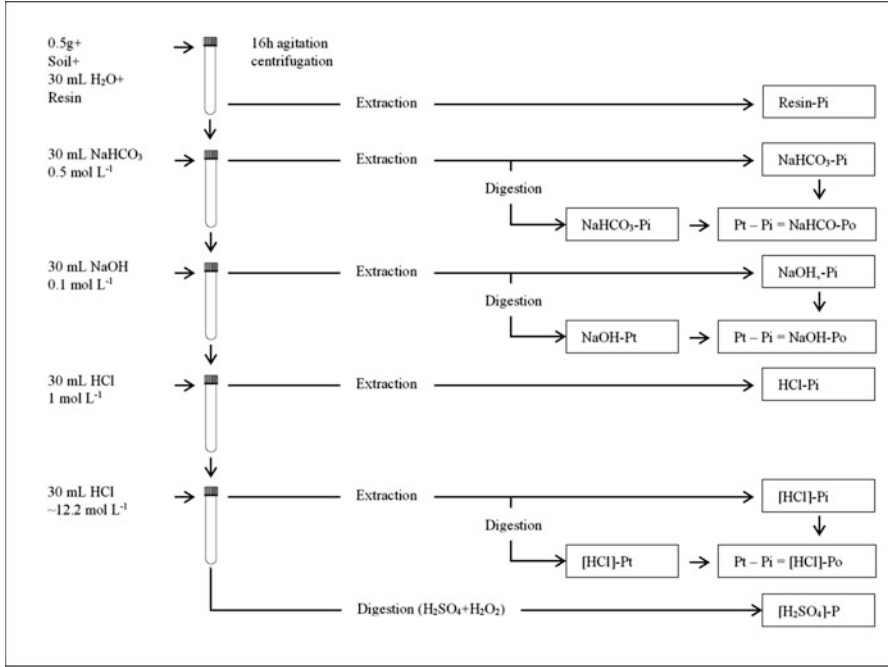 0.5g+
Soil+
30 mL H₂O+
Resin
16h agitation
centrifugation
Extraction
Resin-Pi
30 mL NaHCO₃
0.5 mol L⁻¹
Extraction
NaHCO₃-Pi
Digestion
NaHCO₃-Pi
Pt – Pi = NaHCO-Po
30 mL NaOH
0.1 mol L⁻¹
Extraction
NaOH,-Pi
Digestion
NaOH-Pt
Pt – Pi = NaOH-Po
30 mL HCl
1 mol L⁻¹
Extraction
HCl-Pi
30 mL HCl
~12.2 mol L⁻¹
Extraction
[HCl]-Pi
Digestion
[HCl]-Pt
Pt – Pi = [HCl]-Po
Digestion (H₂SO₄+H₂O₂)
[H₂SO₄]-P